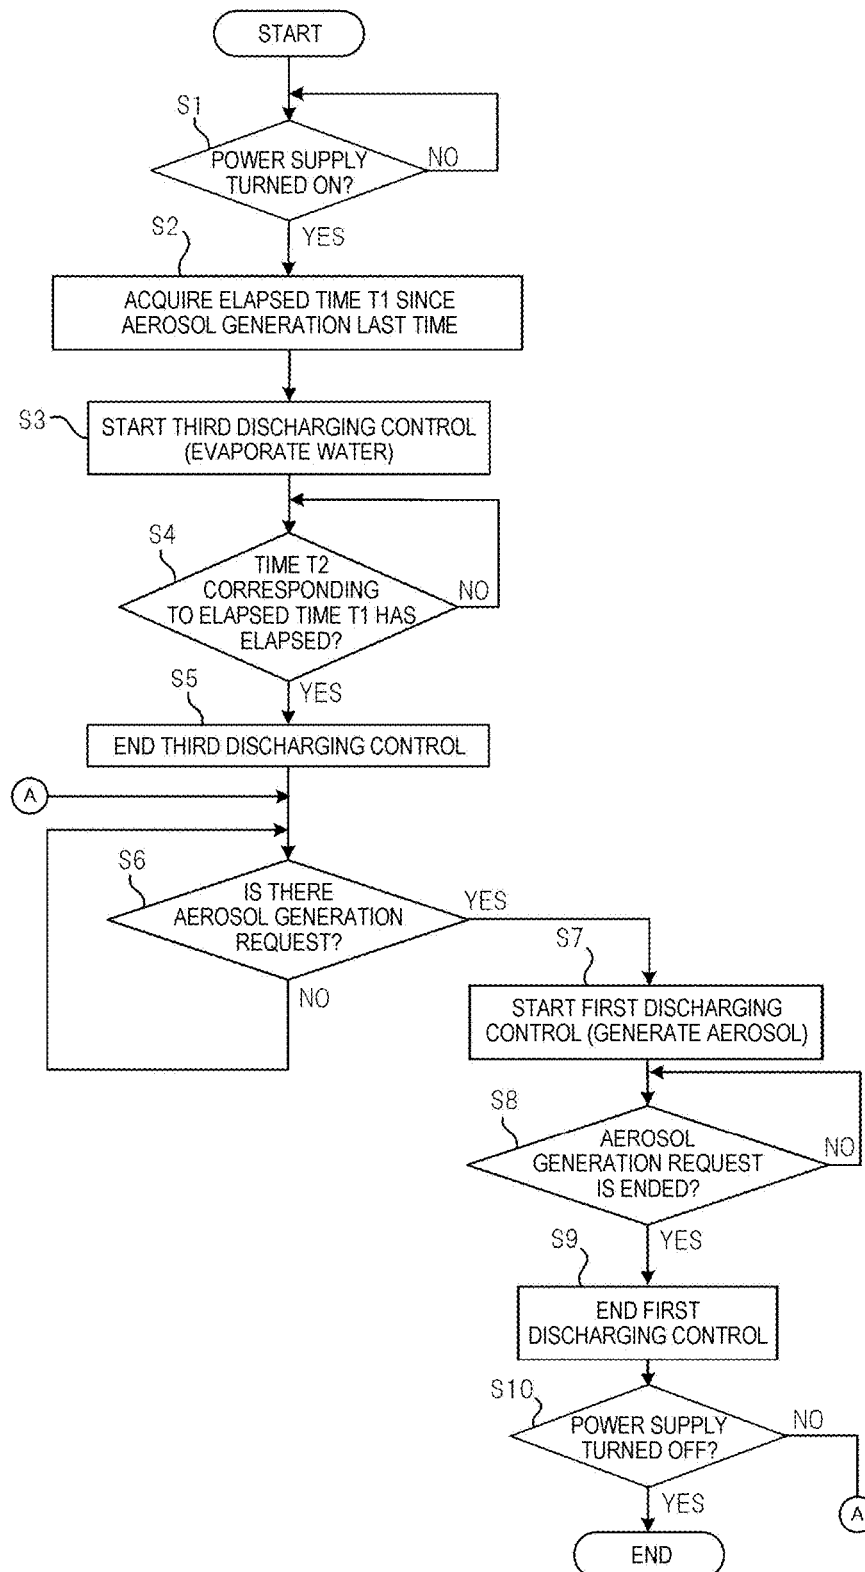 START
S1
POWER SUPPLY
TURNED ON?
NO
YES
S2
ACQUIRE ELAPSED TIME T1 SINCE
AEROSOL GENERATION LAST TIME
S3
START THIRD DISCHARGING CONTROL
(EVAPORATE WATER)
S4
TIME T2
CORRESPONDING
TO ELAPSED TIME T1 HAS
ELAPSED?
NO
YES
S5
END THIRD DISCHARGING CONTROL
A
S6
IS THERE
AEROSOL GENERATION
REQUEST?
YES
NO
S7
START FIRST DISCHARGING
CONTROL (GENERATE AEROSOL)
S8
AEROSOL
GENERATION REQUEST
IS ENDED?
NO
YES
S9
END FIRST
DISCHARGING CONTROL
S10
POWER SUPPLY
TURNED OFF?
NO
YES
A
END